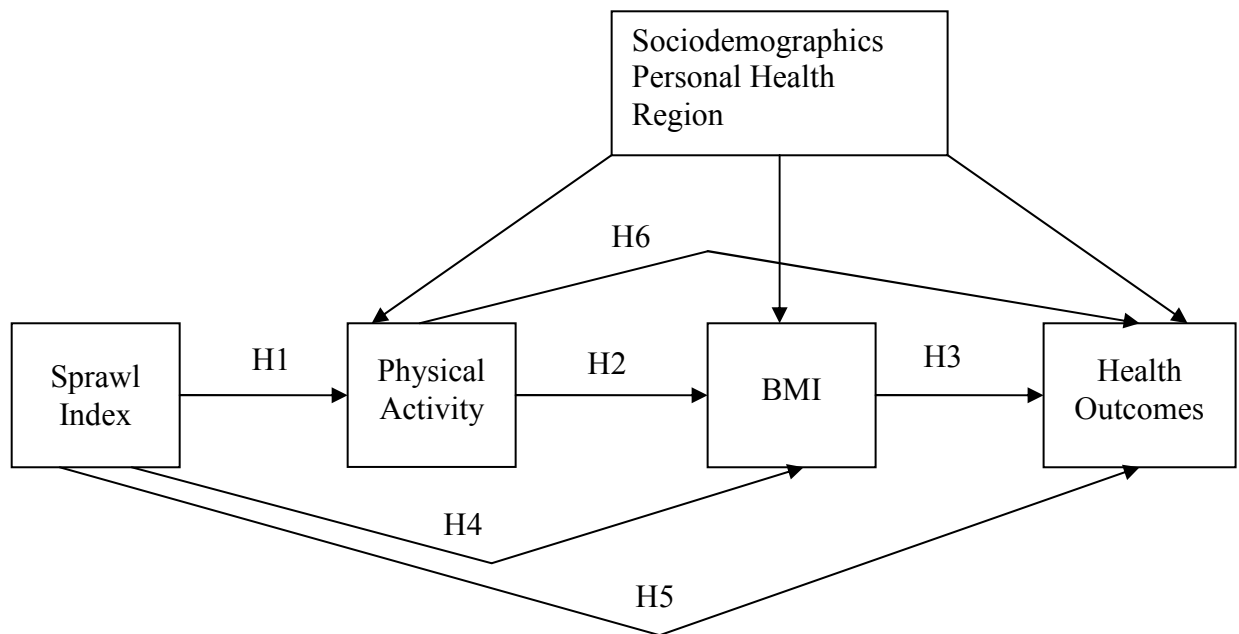 Sociodemographics
Personal Health
Region
H6
H1
H2
H3
Sprawl
Index
Physical
Activity
BMI
Health
Outcomes
H4
H5